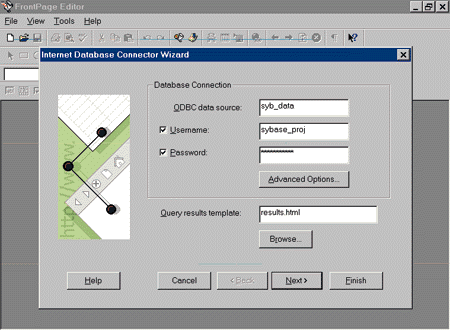 FrontPage Editor
File View Tools Help
Internet Database Connector Wizard
Database Connection
ODBC data source: syb_data
Username: sybase_proj
Password: ***********
Advanced Options...
Query results template: results.html
Browse...
http://www.
Help Cancel < Back Next > Finish